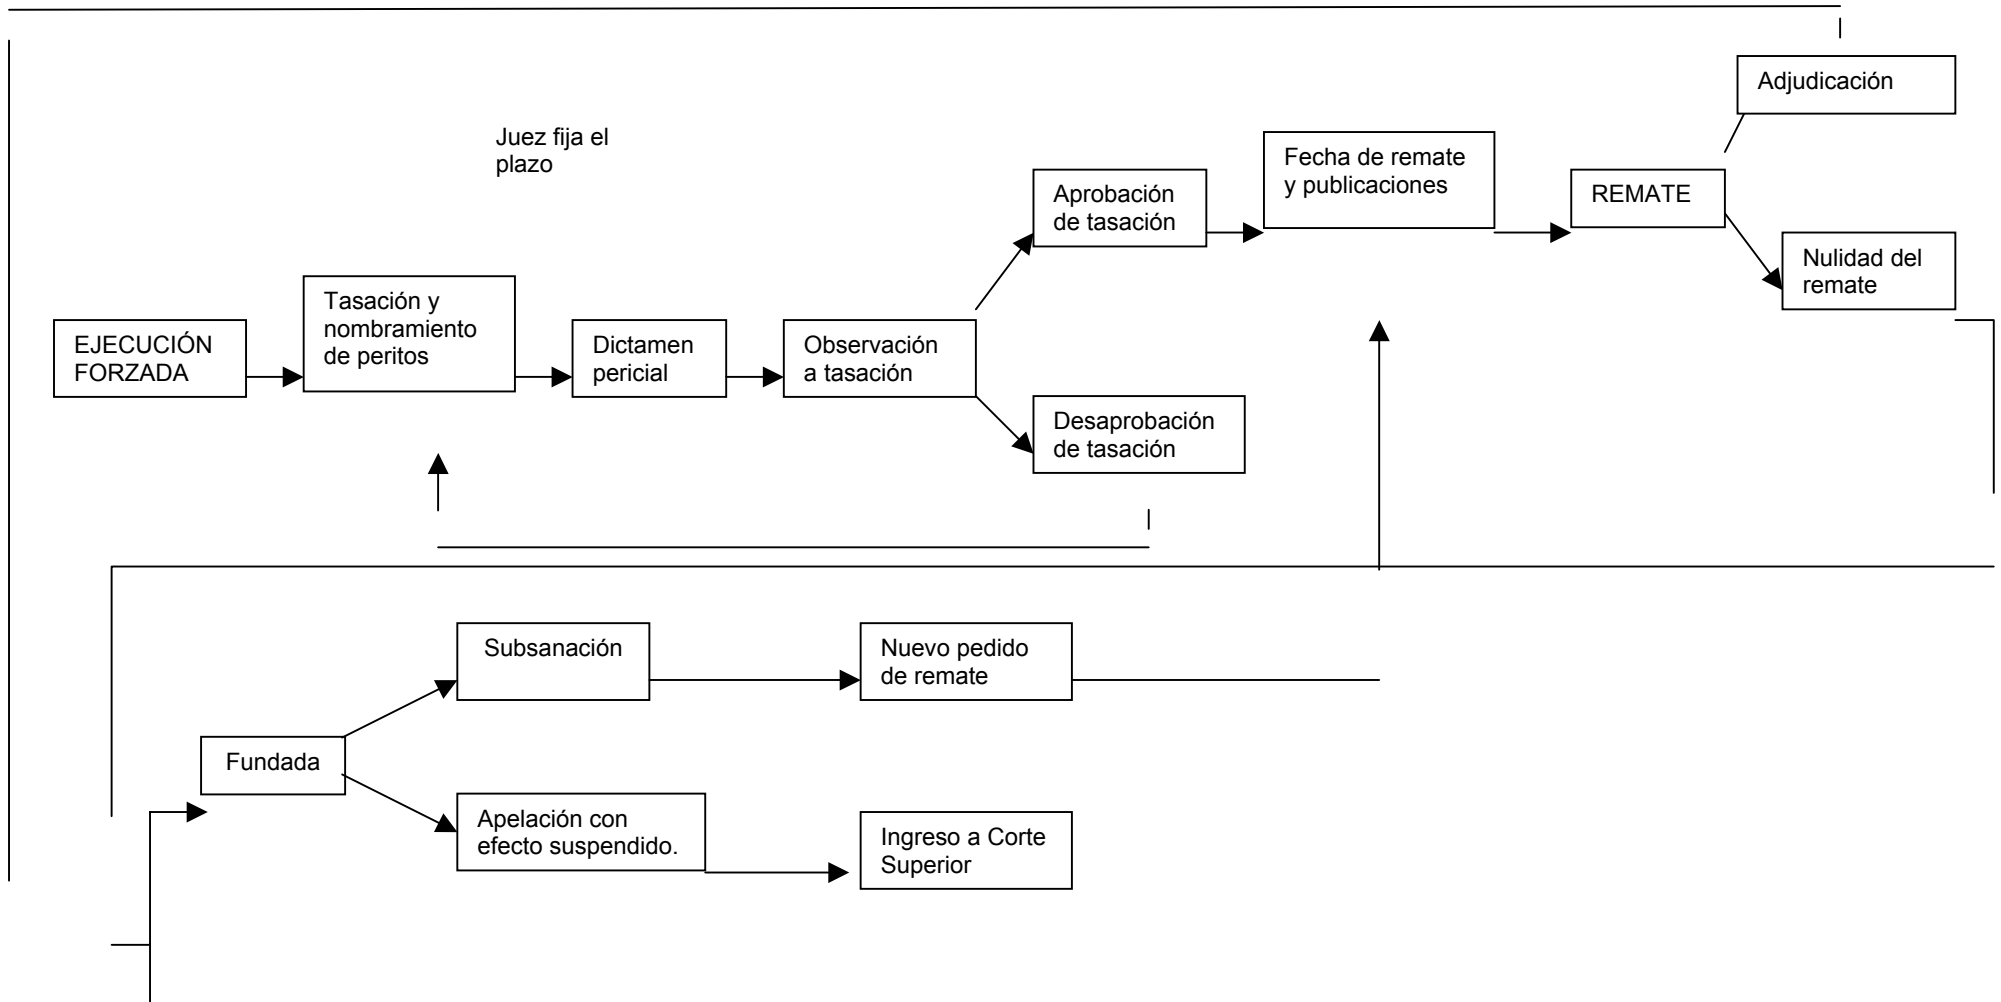 Adjudicación
Juez fija el
plazo
Fecha de remate
y publicaciones
Aprobación
de tasación
REMATE
Nulidad del
remate
Tasación y
nombramiento
de peritos
EJECUCIÓN
FORZADA
Dictamen
pericial
Observación
a tasación
Desaprobación
de tasación
Subsanación
Nuevo pedido
de remate
Fundada
Apelación con
efecto suspendido.
Ingreso a Corte
Superior